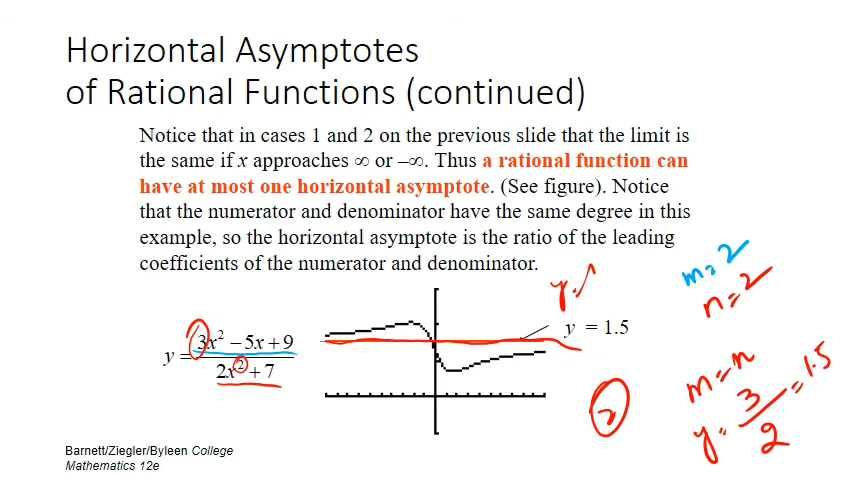 Horizontal Asymptotes
of Rational Functions (continued)
Notice that in cases 1 and 2 on the previous slide that the limit is
the same if x approaches ∞ or –∞. Thus a rational function can
have at most one horizontal asymptote. (See figure). Notice
that the numerator and denominator have the same degree in this
example, so the horizontal asymptote is the ratio of the leading
coefficients of the numerator and denominator.
m = 2
n = 2
y = (3x² − 5x + 9) / (2x² + 7)
y = 1.5
m = n
y = 3/2 = 1.5
Barnett/Ziegler/Byleen College
Mathematics 12e